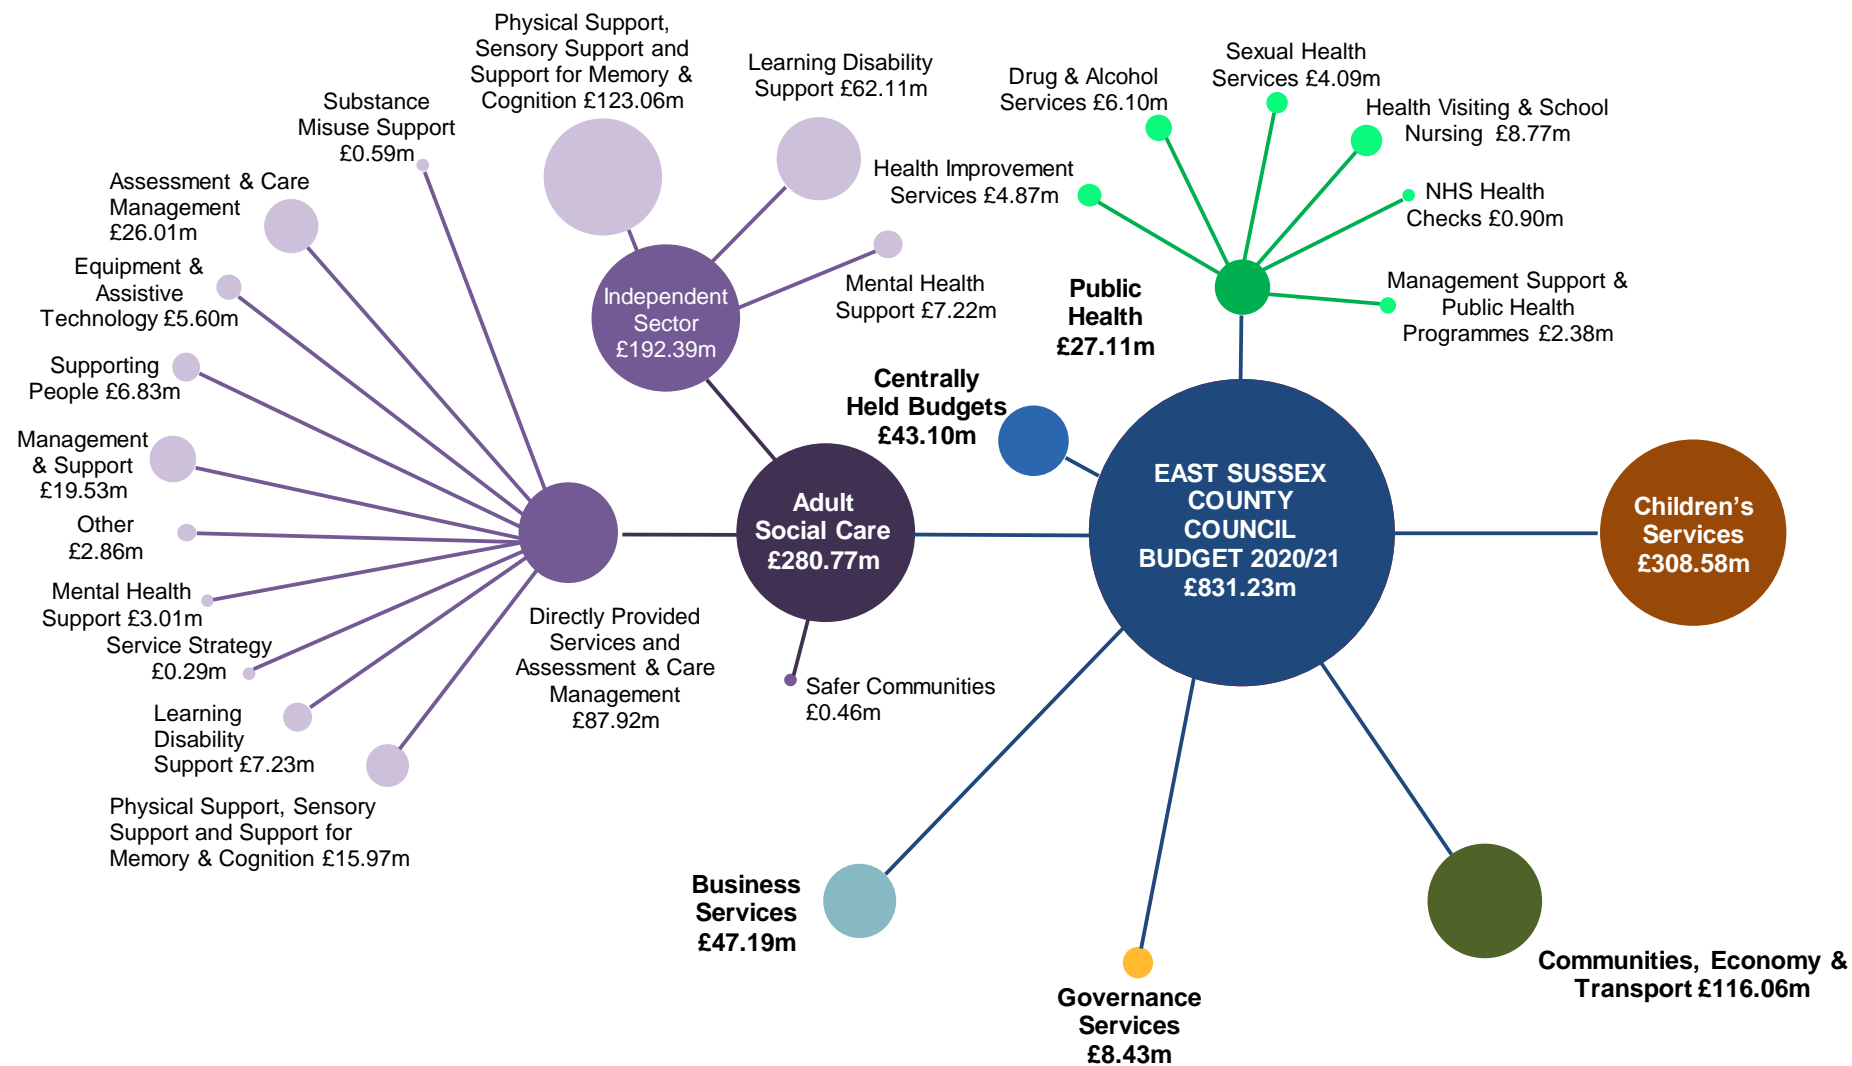 Physical Support,
Sensory Support and
Support for Memory &
Cognition £123.06m
Learning Disability
Support £62.11m
Mental Health
Support £7.22m
Independent
Sector
£192.39m
Substance
Misuse Support
£0.59m
Assessment & Care
Management
£26.01m
Equipment &
Assistive
Technology £5.60m
Supporting
People £6.83m
Management
& Support
£19.53m
Other
£2.86m
Mental Health
Support £3.01m
Service Strategy
£0.29m
Learning
Disability
Support £7.23m
Physical Support, Sensory
Support and Support for
Memory & Cognition £15.97m
Directly Provided
Services and
Assessment & Care
Management
£87.92m
Adult
Social Care
£280.77m
Safer Communities
£0.46m
Health Improvement
Services £4.87m
Drug & Alcohol
Services £6.10m
Sexual Health
Services £4.09m
Health Visiting & School
Nursing £8.77m
NHS Health
Checks £0.90m
Management Support &
Public Health
Programmes £2.38m
Public
Health
£27.11m
Centrally
Held Budgets
£43.10m
EAST SUSSEX
COUNTY
COUNCIL
BUDGET 2020/21
£831.23m
Children's
Services
£308.58m
Business
Services
£47.19m
Governance
Services
£8.43m
Communities, Economy &
Transport £116.06m